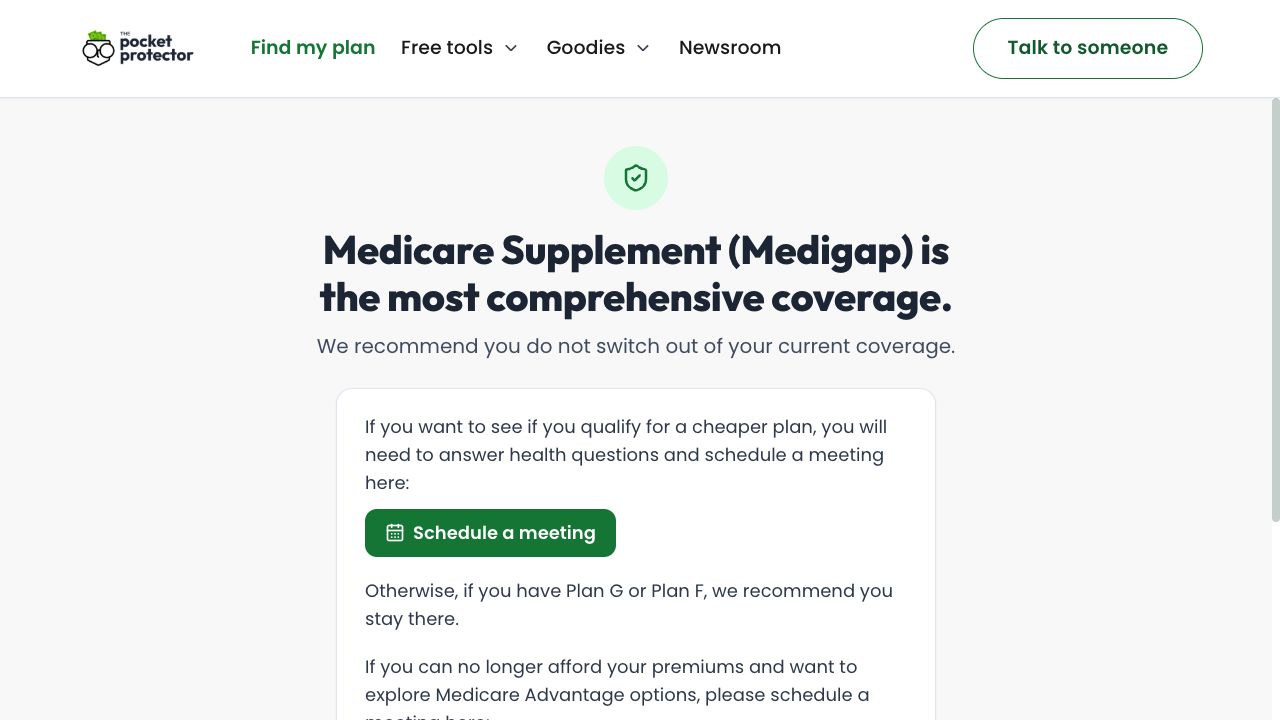 THE
pocket
protector
Find my plan
Free tools
Goodies
Newsroom
Talk to someone
Medicare Supplement (Medigap) is
the most comprehensive coverage.
We recommend you do not switch out of your current coverage.
If you want to see if you qualify for a cheaper plan, you will
need to answer health questions and schedule a meeting
here:
Schedule a meeting
Otherwise, if you have Plan G or Plan F, we recommend you
stay there.
If you can no longer afford your premiums and want to
explore Medicare Advantage options, please schedule a
meeting here: